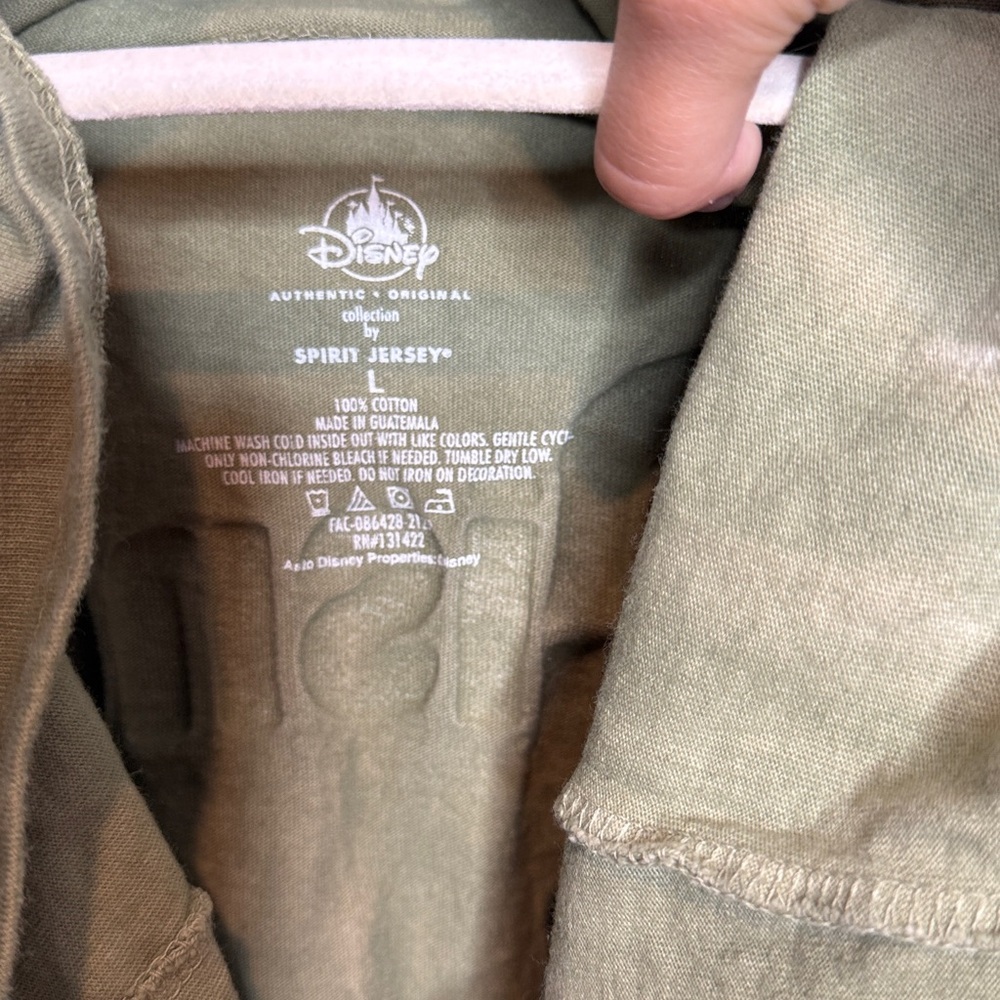 Disney
AUTHENTIC • ORIGINAL
collection
by
SPIRIT JERSEY®
L
100% COTTON
MADE IN GUATEMALA
MACHINE WASH COLD INSIDE OUT WITH LIKE COLORS. GENTLE
ONLY NON-CHLORINE BLEACH IF NEEDED. TUMBLE DRY LOW.
COOL IRON IF NEEDED. DO NOT IRON ON DECORATION.
RN#131422
Disney Properties